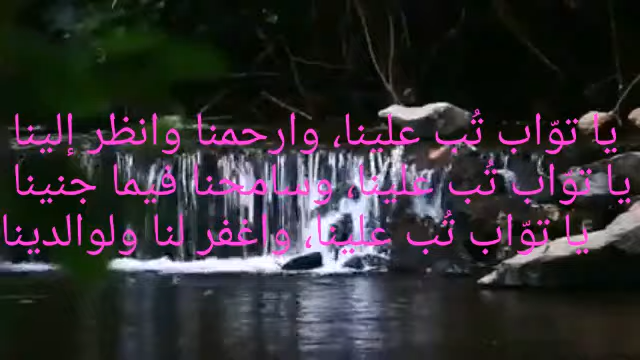 يا توّاب تُب علينا، وارحمنا وانظر إلينا
يا توّاب تُب علينا، وسامحنا فيما جنينا
يا توّاب تُب علينا، واغفر لنا ولوالدينا